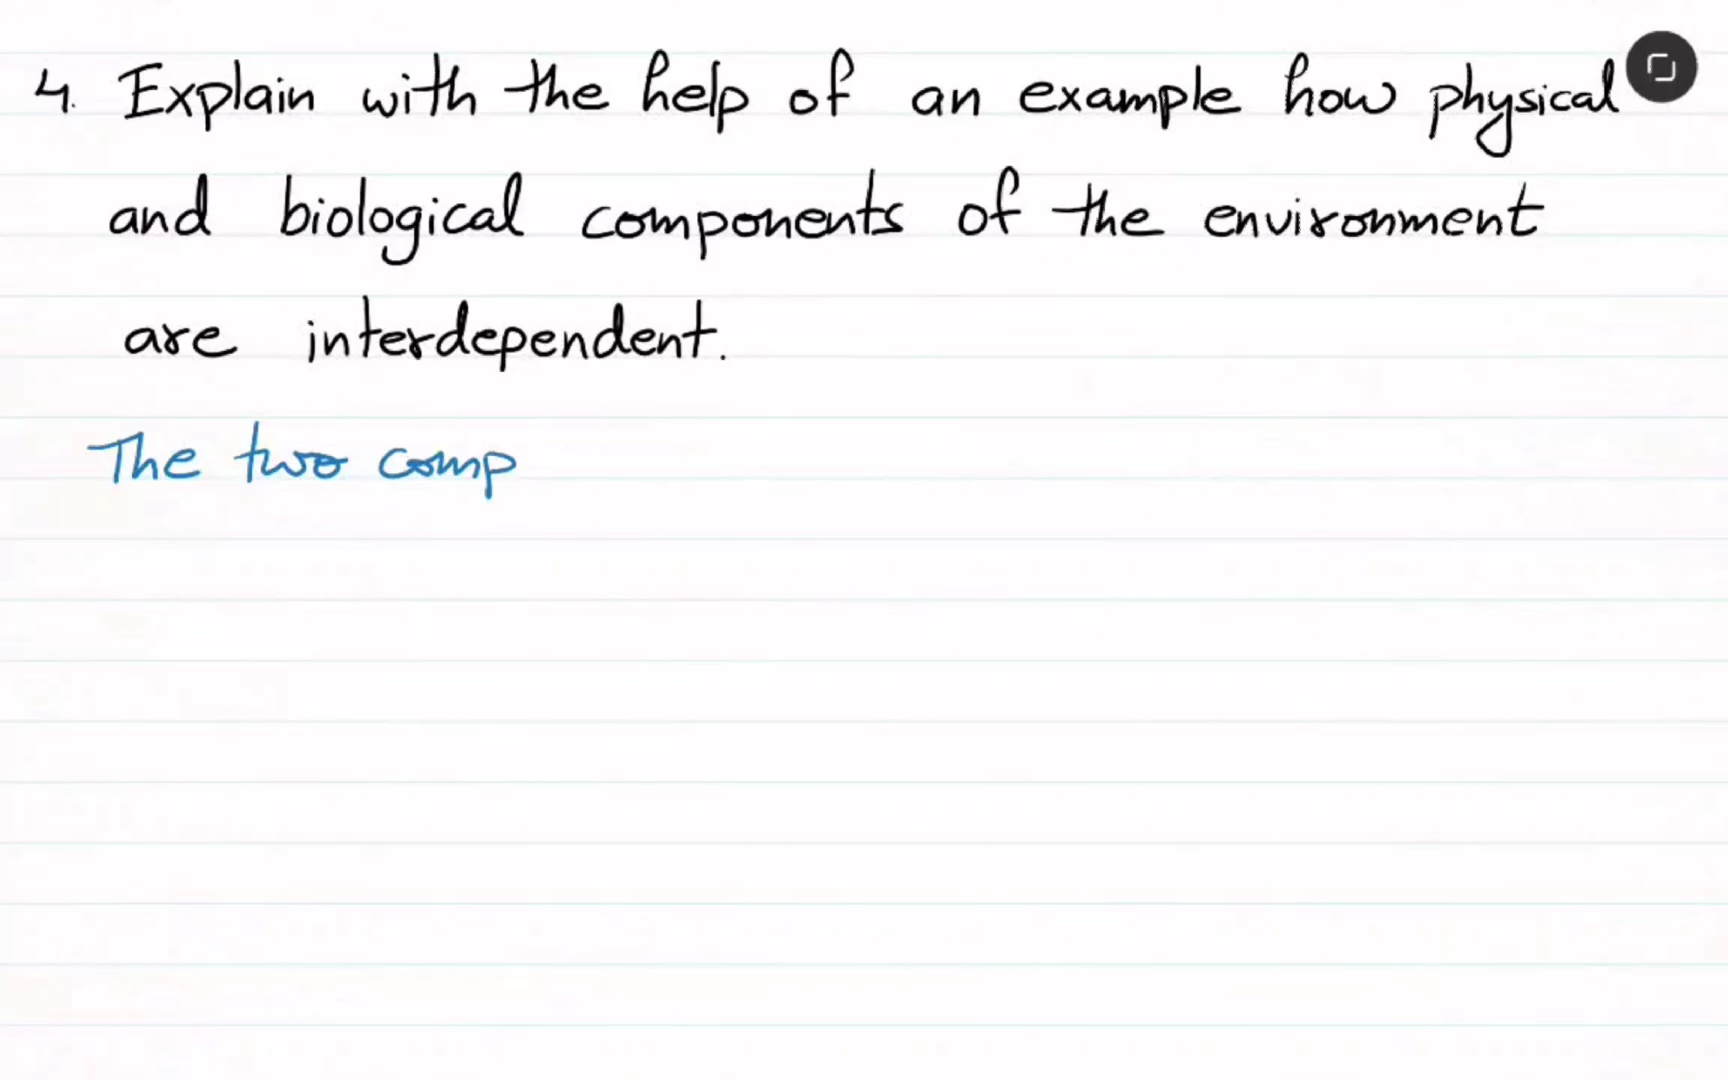 4. Explain with the help of an example how physical
and biological components of the environment
are interdependent.
The two comp